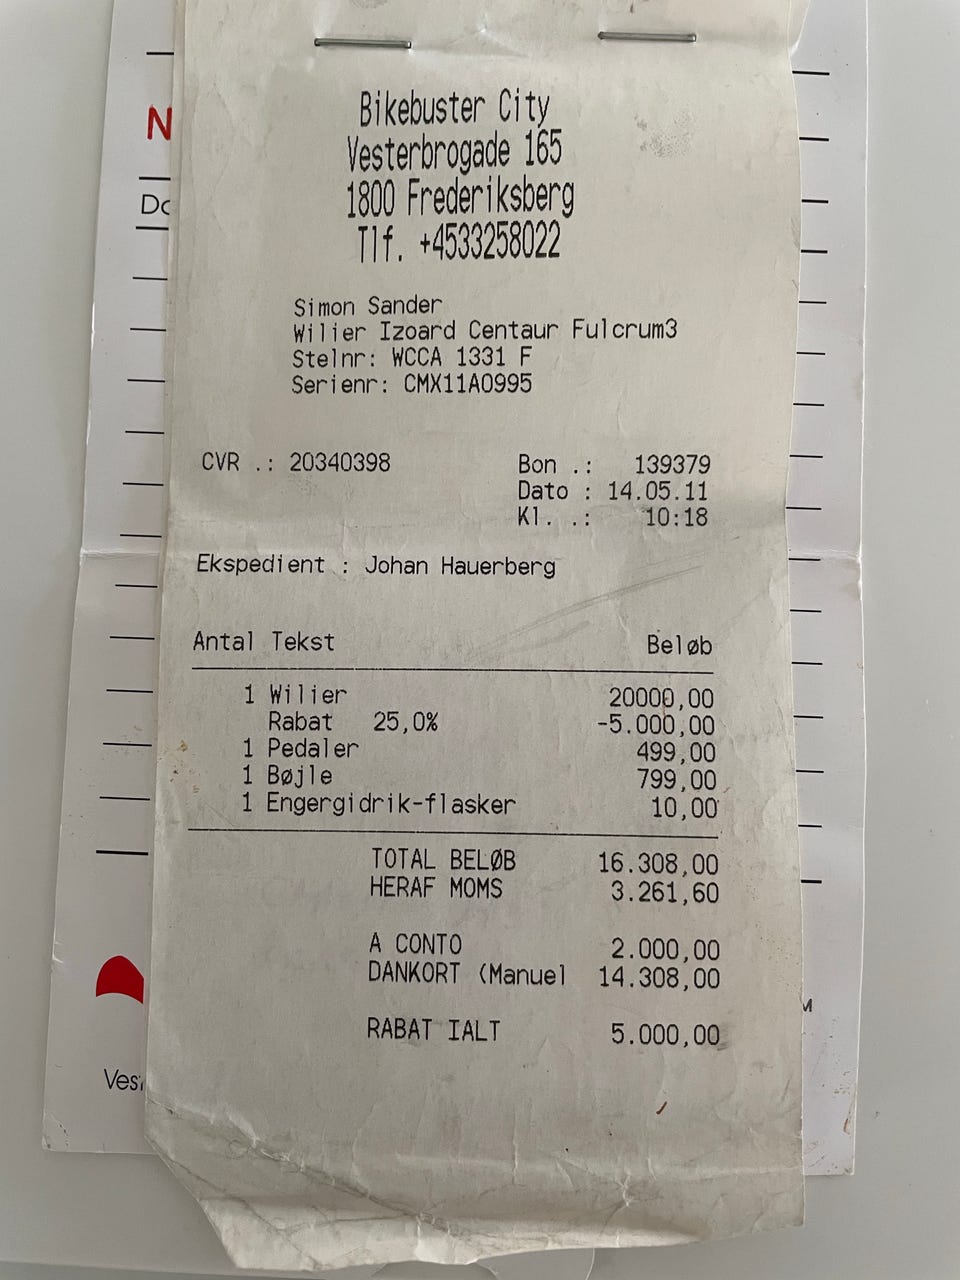 Bikebuster City
Vesterbrogade 165
1800 Frederiksberg
Tlf. +4533258022
Simon Sander
Wilier Izoard Centaur Fulcrum3
Stelnr: WCCA 1331 F
Serienr: CMX11A0995
CVR .: 20340398 Bon .: 139379
Dato : 14.05.11
Kl. .: 10:18
Ekspedient : Johan Hauerberg
Antal Tekst Beløb
1 Wilier 20000,00
Rabat 25,0% -5.000,00
1 Pedaler 499,00
1 Bøjle 799,00
1 Engergidrik-flasker 10,00
TOTAL BELØB 16.308,00
HERAF MOMS 3.261,60
A CONTO 2.000,00
DANKORT (Manuel 14.308,00
RABAT IALT 5.000,00